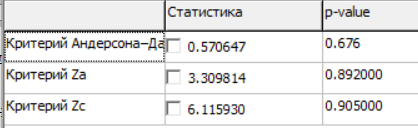 Статистика p-value
Критерий Андерсона–Да 0.570647 0.676
Критерий Za 3.309814 0.892000
Критерий Zc 6.115930 0.905000